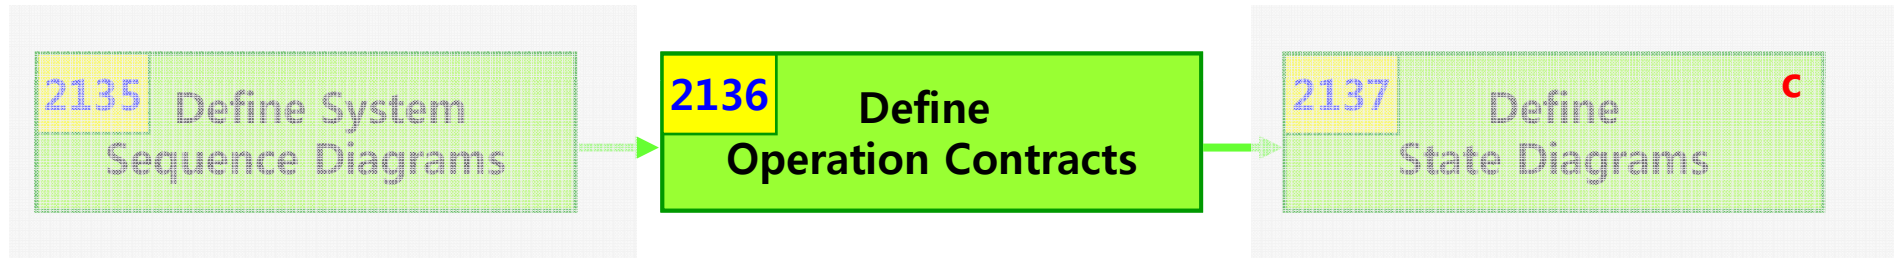 2135
Define System
Sequence Diagrams
2136
Define
Operation Contracts
2137
C
Define
State Diagrams